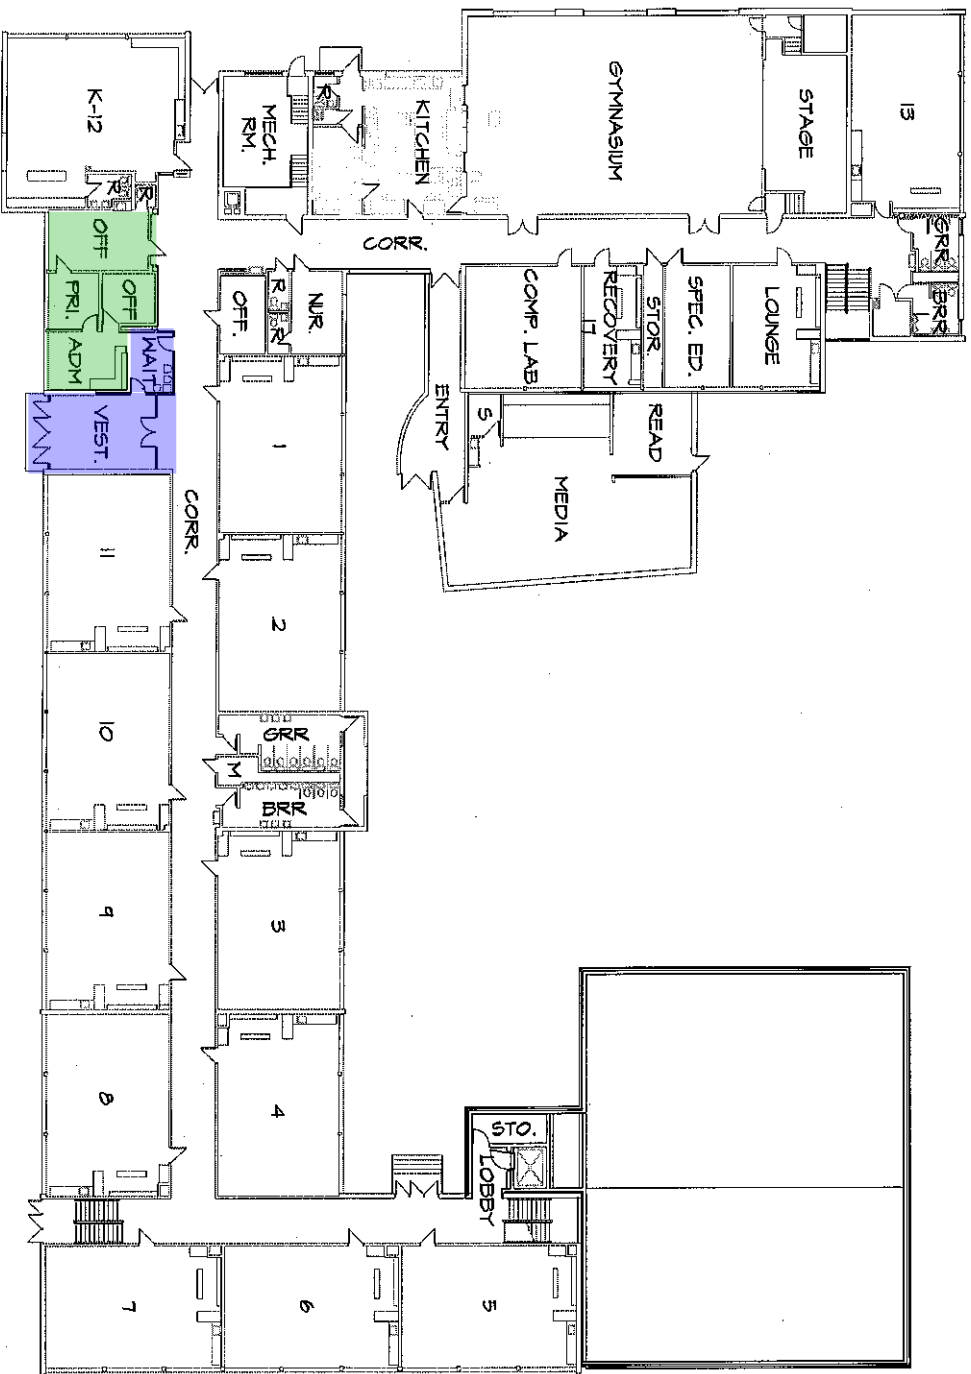 K-12
R
R
MECH.
RM.
R
KITCHEN
GYMNASIUM
STAGE
13
OFF
PRI.
OFF
ADM
WAIT
VEST.
CORR.
OFF.
R
R
NUR.
COMP. LAB
RECOVERY
17
STOR.
SPEC. ED.
LOUNGE
GRR
BRR
ENTRY
S
READ
MEDIA
CORR.
1
11
2
10
GRR
M
BRR
9
3
8
4
STO.
LOBBY
7
6
5